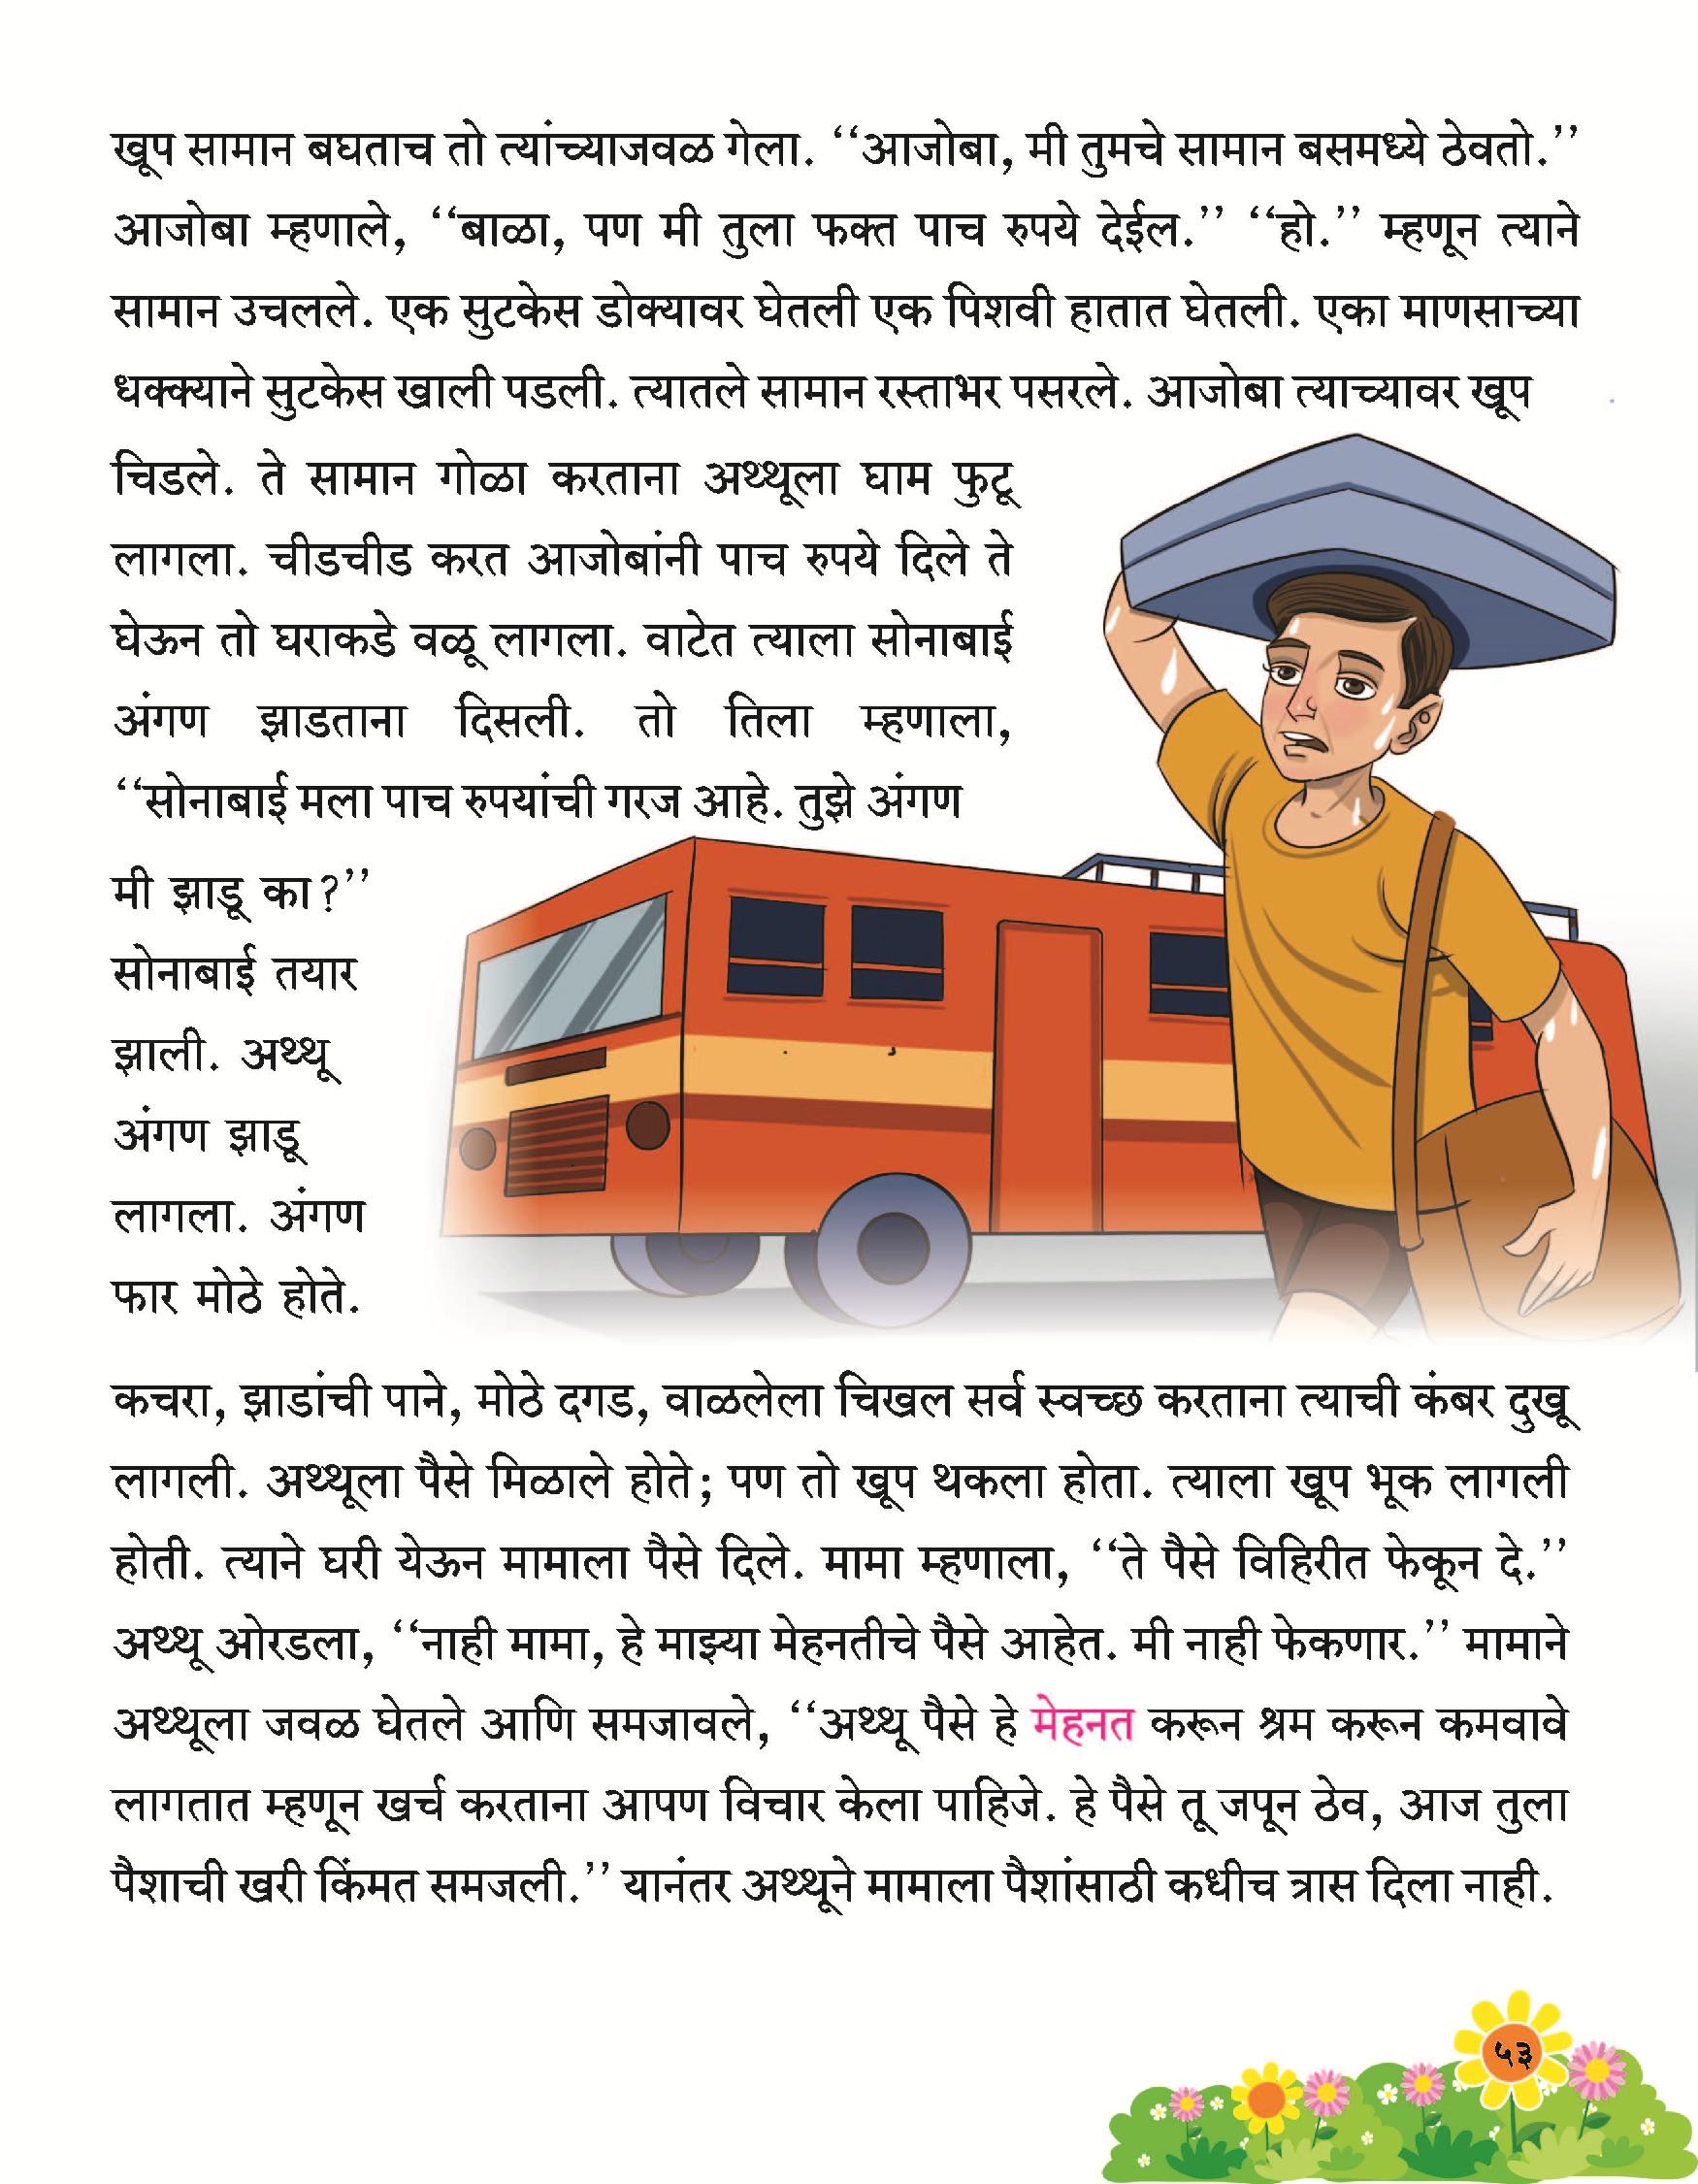 खूप सामान बघताच तो त्यांच्याजवळ गेला. ‘‘आजोबा, मी तुमचे सामान बसमध्ये ठेवतो.’’
आजोबा म्हणाले, ‘‘बाळा, पण मी तुला फक्त पाच रुपये देईल.’’ ‘‘हो.’’ म्हणून त्याने
सामान उचलले. एक सुटकेस डोक्यावर घेतली एक पिशवी हातात घेतली. एका माणसाच्या
धक्क्याने सुटकेस खाली पडली. त्यातले सामान रस्ताभर पसरले. आजोबा त्याच्यावर खूप
चिडले. ते सामान गोळा करताना अथ्थूला घाम फुटू
लागला. चीडचीड करत आजोबांनी पाच रुपये दिले ते
घेऊन तो घराकडे वळू लागला. वाटेत त्याला सोनाबाई
अंगण झाडताना दिसली. तो तिला म्हणाला,
‘‘सोनाबाई मला पाच रुपयांची गरज आहे. तुझे अंगण
मी झाडू का?’’
सोनाबाई तयार
झाली. अथ्थू
अंगण झाडू
लागला. अंगण
फार मोठे होते.
कचरा, झाडांची पाने, मोठे दगड, वाळलेला चिखल सर्व स्वच्छ करताना त्याची कंबर दुखू
लागली. अथ्थूला पैसे मिळाले होते; पण तो खूप थकला होता. त्याला खूप भूक लागली
होती. त्याने घरी येऊन मामाला पैसे दिले. मामा म्हणाला, ‘‘ते पैसे विहिरीत फेकून दे.’’
अथ्थू ओरडला, ‘‘नाही मामा, हे माझ्या मेहनतीचे पैसे आहेत. मी नाही फेकणार.’’ मामाने
अथ्थूला जवळ घेतले आणि समजावले, ‘‘अथ्थू पैसे हे मेहनत करून श्रम करून कमवावे
लागतात म्हणून खर्च करताना आपण विचार केला पाहिजे. हे पैसे तू जपून ठेव, आज तुला
पैशाची खरी किंमत समजली.’’ यानंतर अथ्थूने मामाला पैशांसाठी कधीच त्रास दिला नाही.
५३